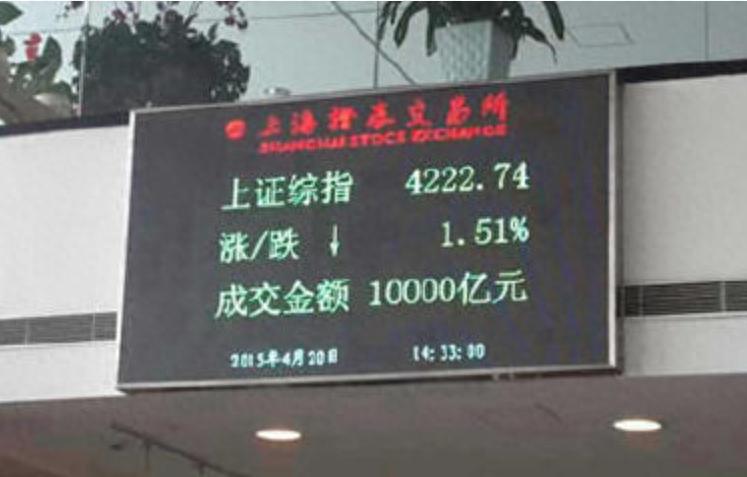 上海證券交易所
SHANGHAI STOCK EXCHANGE
上证综指 4222.74
涨/跌 ↓ 1.51%
成交金额 10000亿元
2015年4月20日 14:33:00